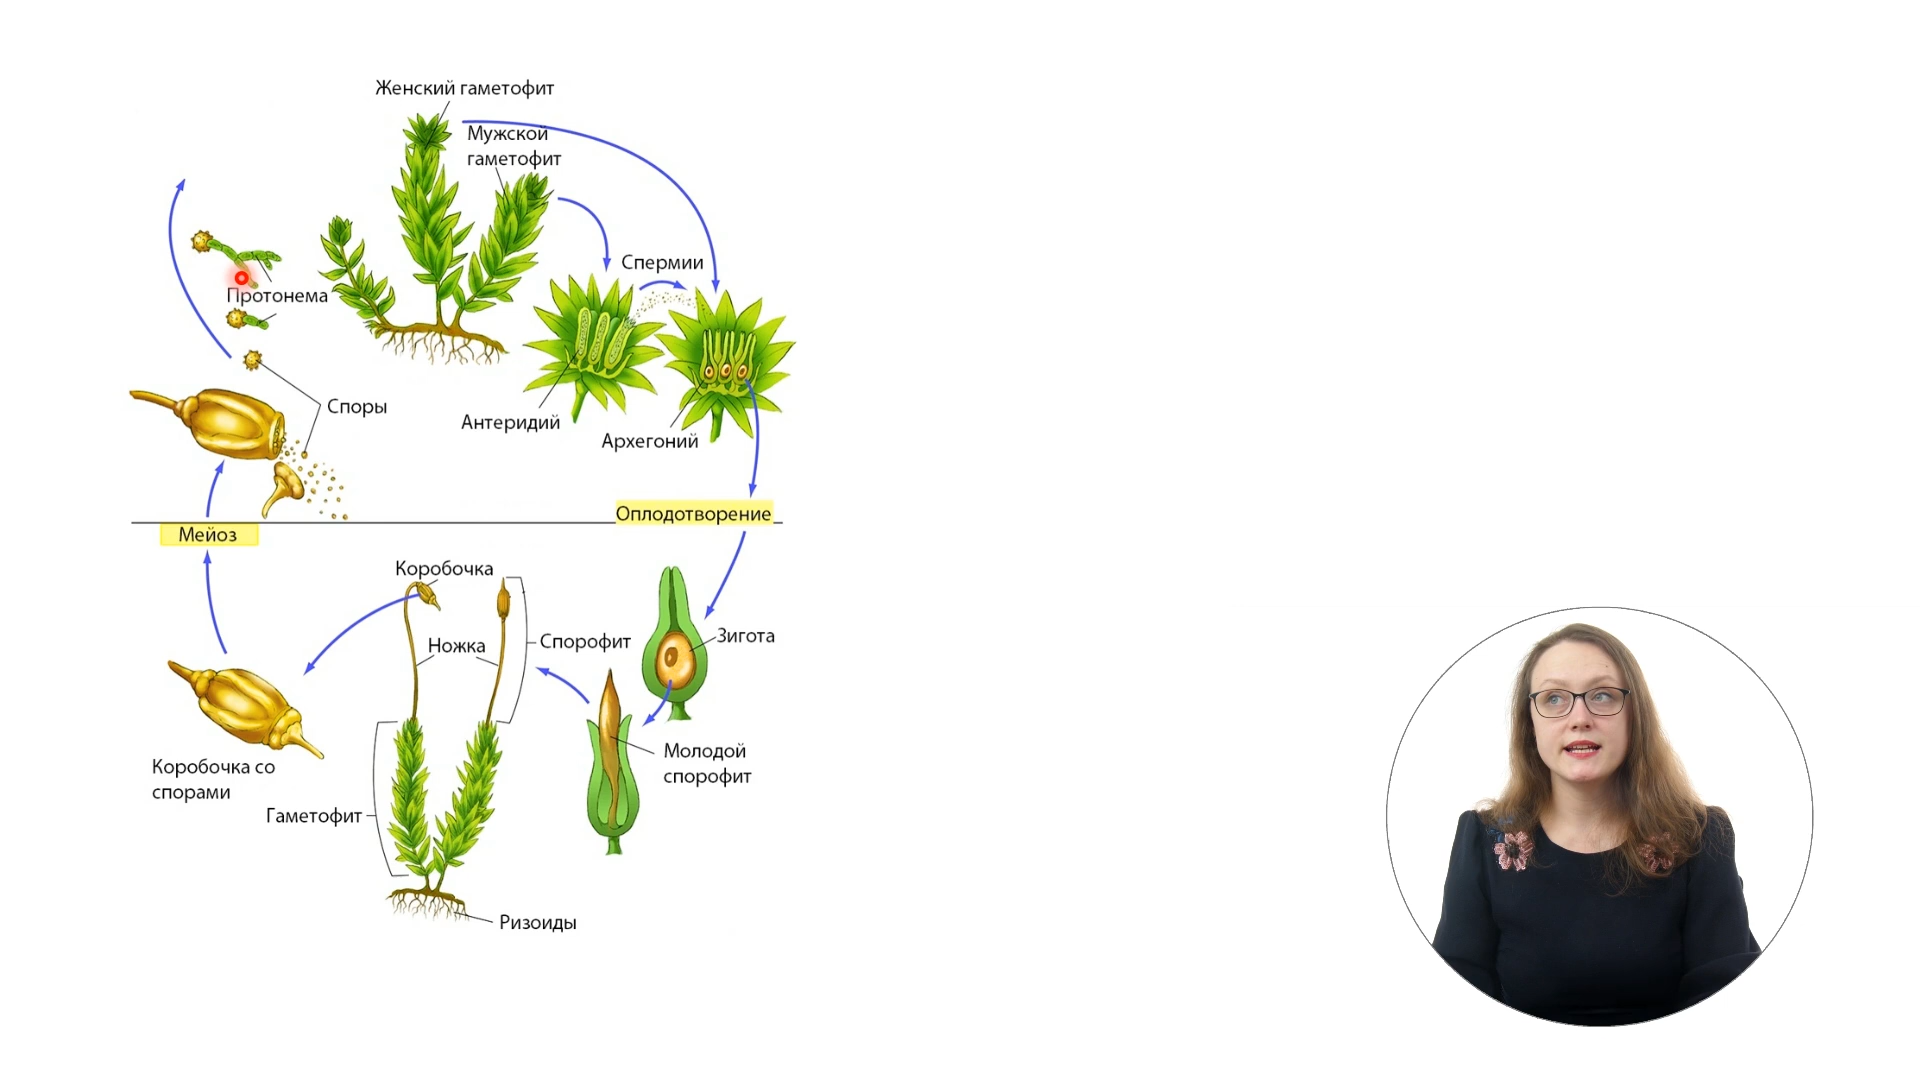 Женский гаметофит
Мужской
гаметофит
Спермии
Протонема
Споры
Антеридий
Архегоний
Оплодотворение
Мейоз
Коробочка
Зигота
Спорофит
Ножка
Молодой
спорофит
Коробочка со
спорами
Гаметофит
Ризоиды